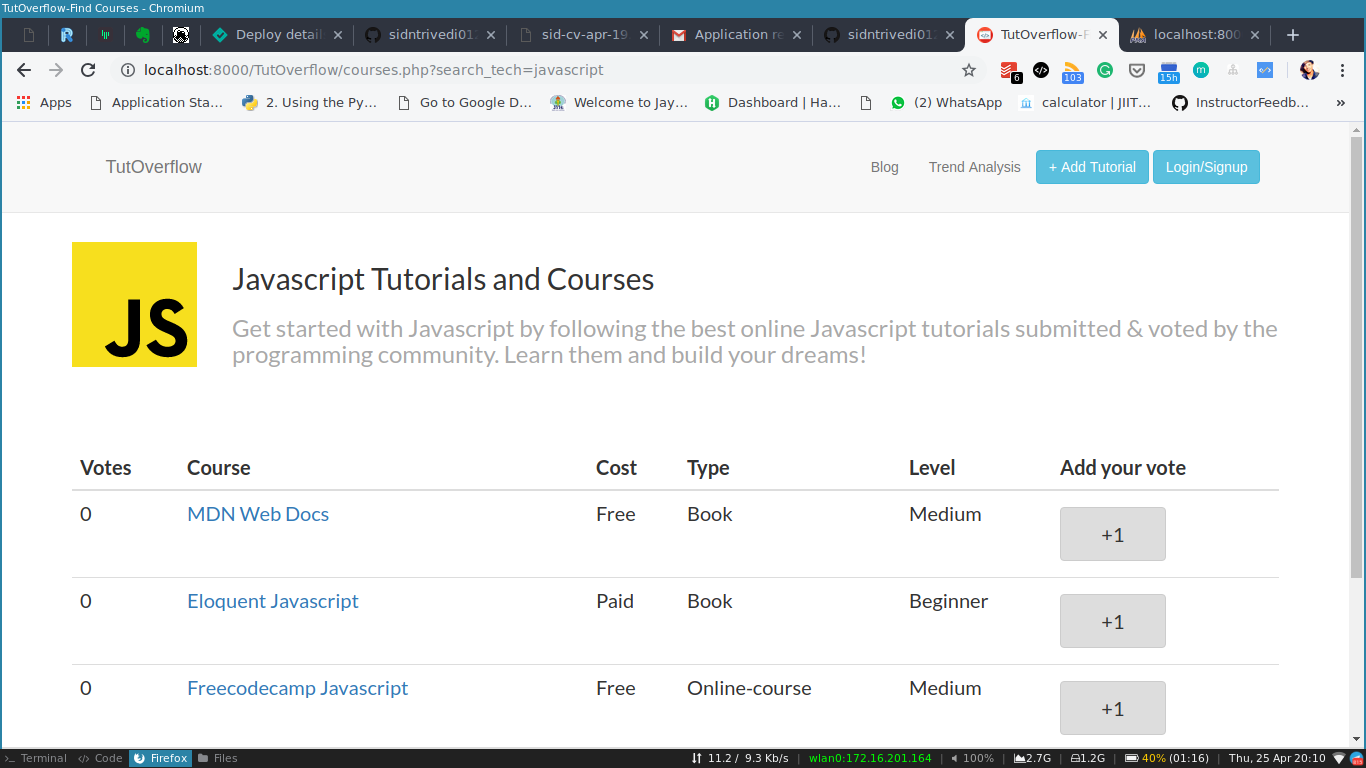 TutOverflow-Find Courses - Chromium
Deploy detail
sidntrivedi01
sid-cv-apr-19
Application re
sidntrivedi01
TutOverflow-F
localhost:800
localhost:8000/TutOverflow/courses.php?search_tech=javascript
6
103
15h
Apps
Application Sta...
2. Using the Py...
Go to Google D...
Welcome to Jay...
Dashboard | Ha...
(2) WhatsApp
calculator | JIIT...
InstructorFeedb...
»
TutOverflow
Blog
Trend Analysis
+ Add Tutorial
Login/Signup
JS
Javascript Tutorials and Courses
Get started with Javascript by following the best online Javascript tutorials submitted & voted by the
programming community. Learn them and build your dreams!
Votes Course Cost Type Level Add your vote
0 MDN Web Docs Free Book Medium +1
0 Eloquent Javascript Paid Book Beginner +1
0 Freecodecamp Javascript Free Online-course Medium +1
Terminal Code Firefox Files 11.2 / 9.3 Kb/s | wlan0:172.16.201.164 | 100% | 2.7G | 1.2G | 40% (01:16) | Thu, 25 Apr 20:10